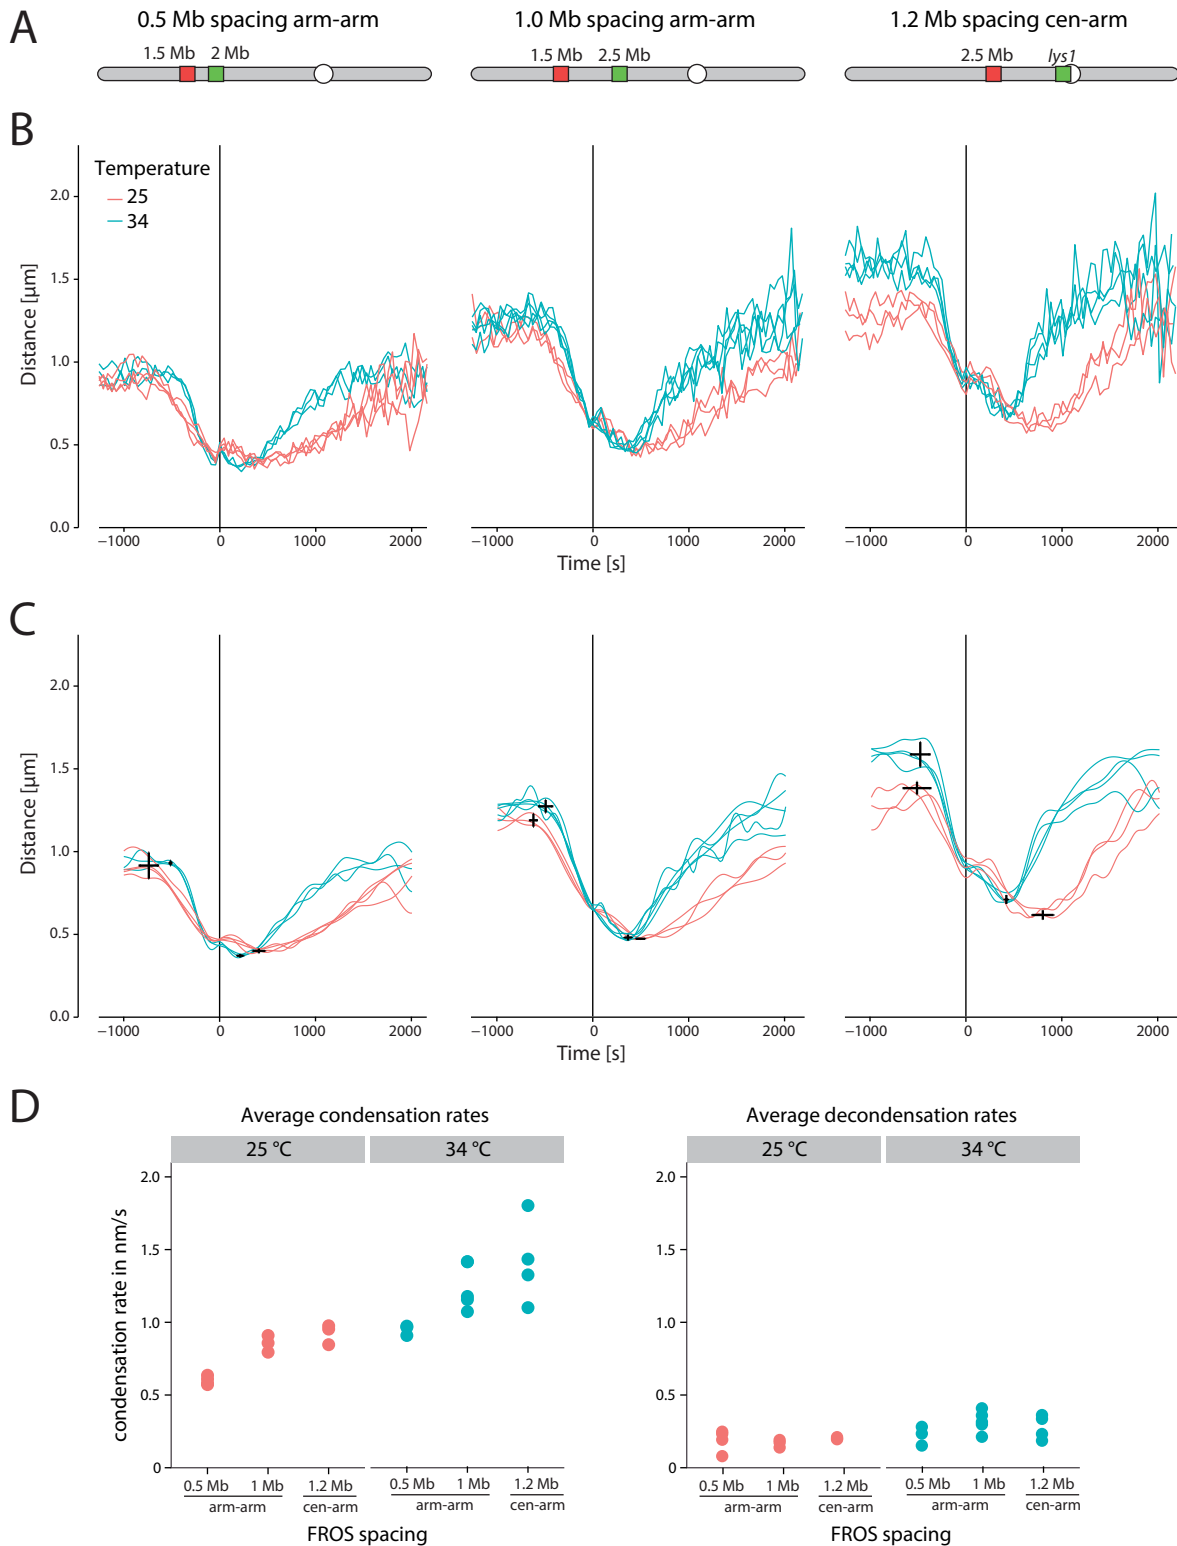 A
0.5 Mb spacing arm-arm
1.0 Mb spacing arm-arm
1.2 Mb spacing cen-arm
1.5 Mb
2 Mb
1.5 Mb
2.5 Mb
2.5 Mb
lys1
B
Temperature
25
34
Distance [µm]
2.0
1.5
1.0
0.5
0.0
−1000
0
1000
2000
−1000
0
1000
2000
−1000
0
1000
2000
Time [s]
C
Distance [µm]
2.0
1.5
1.0
0.5
0.0
−1000
0
1000
2000
−1000
0
1000
2000
−1000
0
1000
2000
Time [s]
D
Average condensation rates
25 °C
34 °C
condensation rate in nm/s
2.0
1.5
1.0
0.5
0
0.5 Mb
1 Mb
1.2 Mb
0.5 Mb
1 Mb
1.2 Mb
arm-arm
cen-arm
arm-arm
cen-arm
FROS spacing
Average decondensation rates
25 °C
34 °C
2.0
1.5
1.0
0.5
0
0.5 Mb
1 Mb
1.2 Mb
0.5 Mb
1 Mb
1.2 Mb
arm-arm
cen-arm
arm-arm
cen-arm
FROS spacing